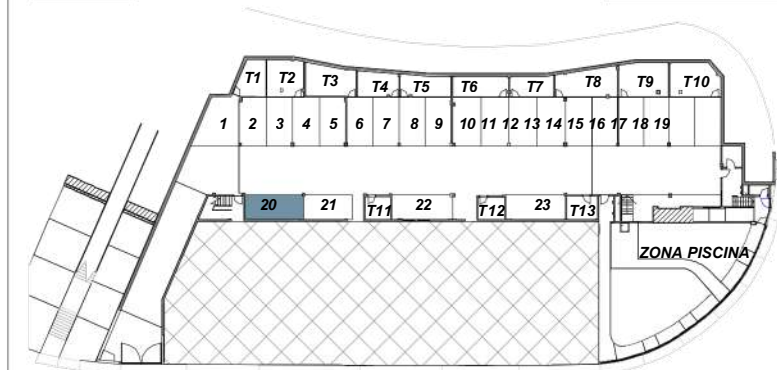 T1 T2 T3 T4 T5 T6 T7 T8 T9 T10
1 2 3 4 5 6 7 8 9 10 11 12 13 14 15 16 17 18 19
20 21 T11 22 T12 23 T13
ZONA PISCINA